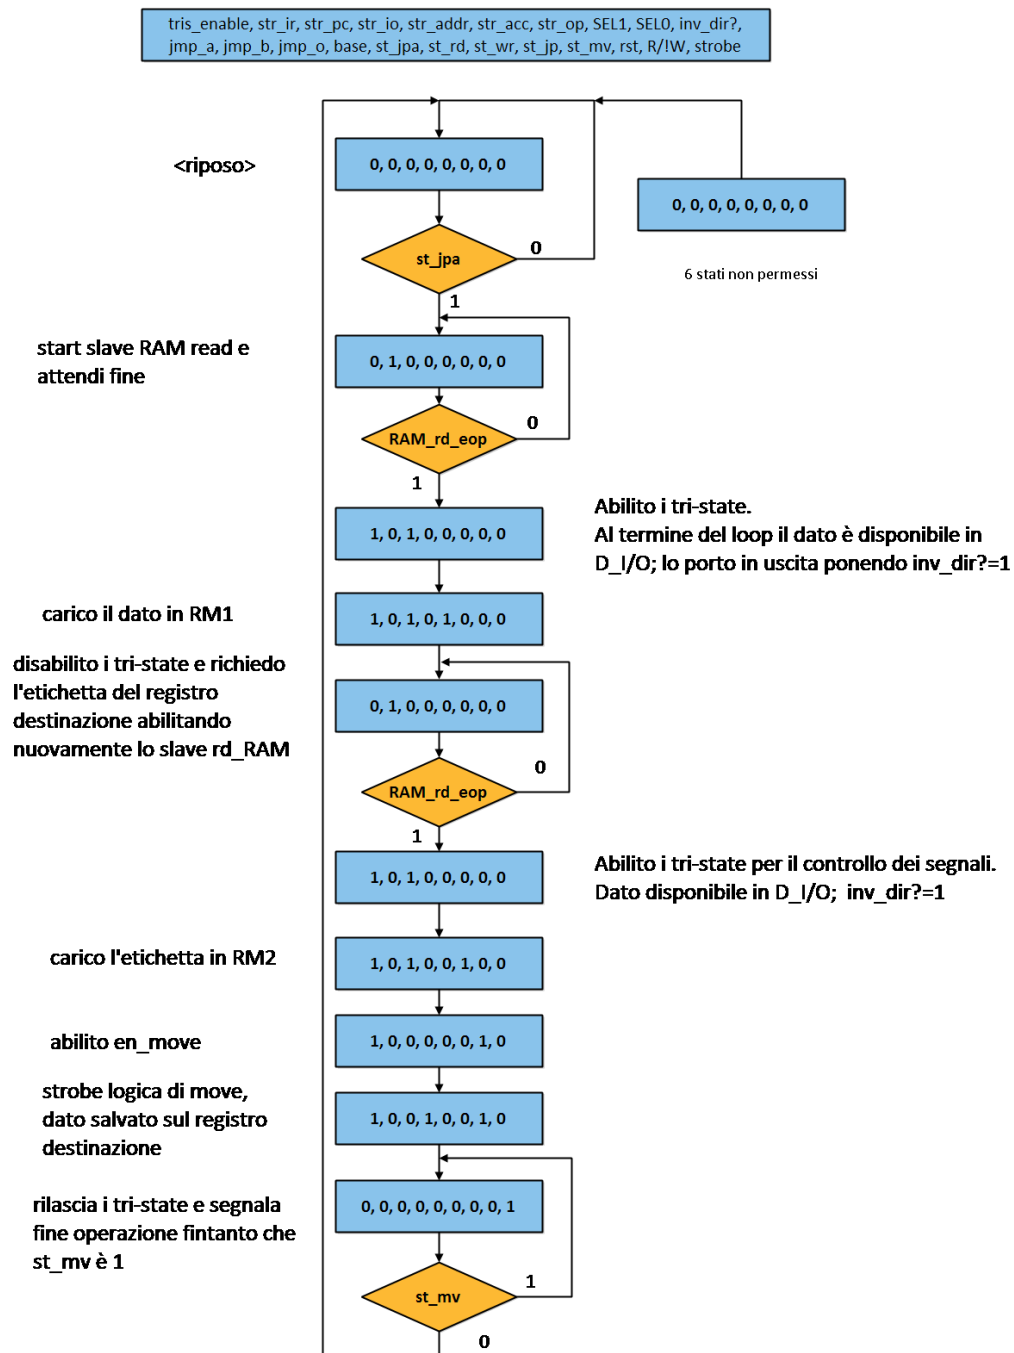 tris_enable, str_ir, str_pc, str_io, str_addr, str_acc, str_op, SEL1, SEL0, inv_dir?,
jmp_a, jmp_b, jmp_o, base, st_jpa, st_rd, st_wr, st_jp, st_mv, rst, R/!W, strobe
<riposo>
0, 0, 0, 0, 0, 0, 0, 0
0, 0, 0, 0, 0, 0, 0, 0
st_jpa
0
6 stati non permessi
1
start slave RAM read e
attendi fine
0, 1, 0, 0, 0, 0, 0, 0
RAM_rd_eop
0
1
1, 0, 1, 0, 0, 0, 0, 0
Abilito i tri-state.
Al termine del loop il dato è disponibile in
D_I/O; lo porto in uscita ponendo inv_dir?=1
carico il dato in RM1
1, 0, 1, 0, 1, 0, 0, 0
disabilito i tri-state e richiedo
l'etichetta del registro
destinazione abilitando
nuovamente lo slave rd_RAM
0, 1, 0, 0, 0, 0, 0, 0
RAM_rd_eop
0
1
1, 0, 1, 0, 0, 0, 0, 0
Abilito i tri-state per il controllo dei segnali.
Dato disponibile in D_I/O; inv_dir?=1
carico l'etichetta in RM2
1, 0, 1, 0, 0, 1, 0, 0
abilito en_move
1, 0, 0, 0, 0, 0, 1, 0
strobe logica di move,
dato salvato sul registro
destinazione
1, 0, 0, 1, 0, 0, 1, 0
rilascia i tri-state e segnala
fine operazione fintanto che
st_mv è 1
0, 0, 0, 0, 0, 0, 0, 0, 1
st_mv
1
0